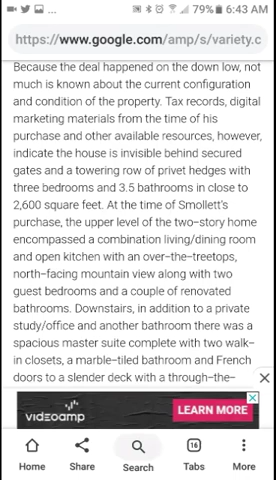 79% 6:43 AM
https://www.google.com/amp/s/variety.c
Because the deal happened on the down low, not
much is known about the current configuration
and condition of the property. Tax records, digital
marketing materials from the time of his
purchase and other available resources, however,
indicate the house is invisible behind secured
gates and a towering row of privet hedges with
three bedrooms and 3.5 bathrooms in close to
2,600 square feet. At the time of Smollett's
purchase, the upper level of the two-story home
encompassed a combination living/dining room
and open kitchen with an over-the-treetops,
north-facing mountain view along with two
guest bedrooms and a couple of renovated
bathrooms. Downstairs, in addition to a private
study/office and another bathroom there was a
spacious master suite complete with two walk-
in closets, a marble-tiled bathroom and French
doors to a slender deck with a through-the-
VIDEOAMP
LEARN MORE
16
Home Share Search Tabs More